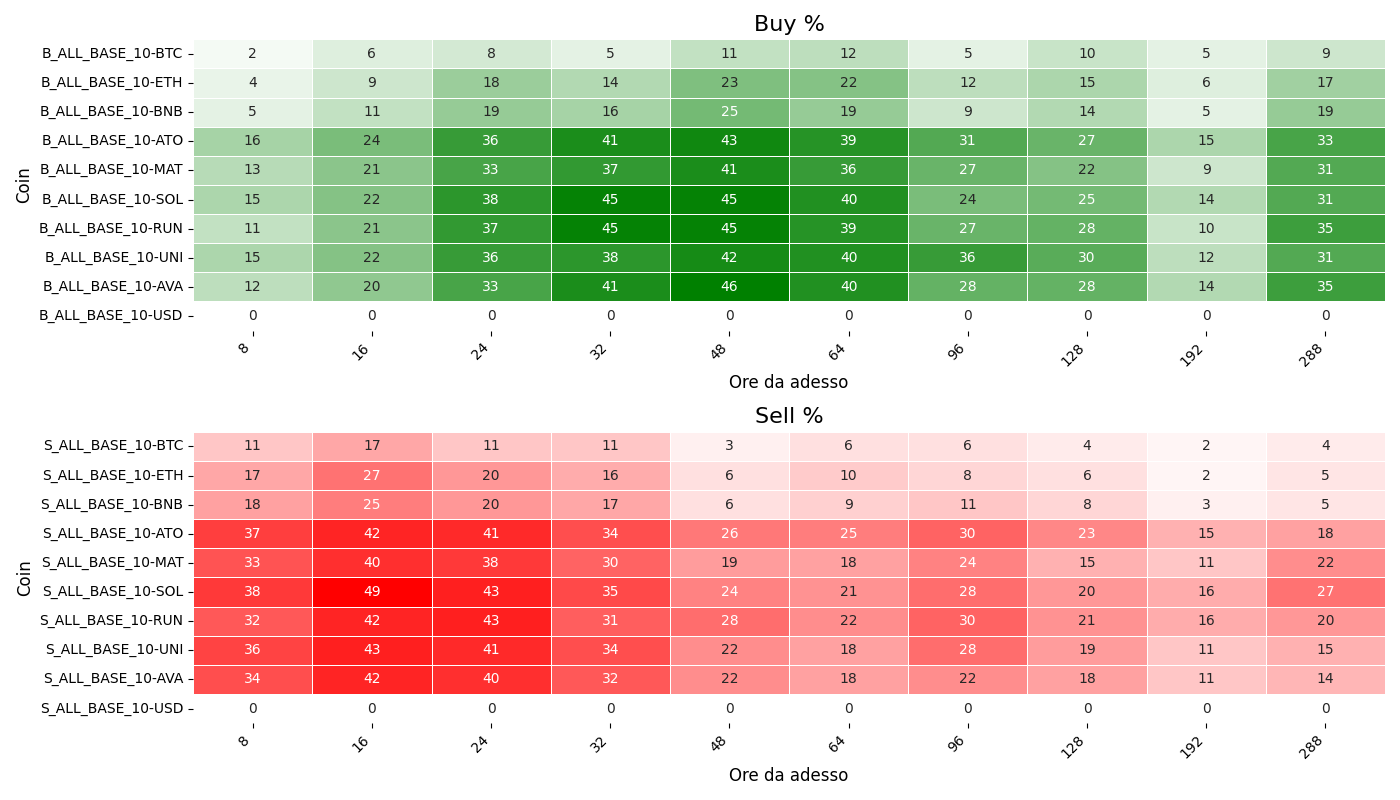 Buy %
Coin
B_ALL_BASE_10-BTC 2 6 8 5 11 12 5 10 5 9
B_ALL_BASE_10-ETH 4 9 18 14 23 22 12 15 6 17
B_ALL_BASE_10-BNB 5 11 19 16 25 19 9 14 5 19
B_ALL_BASE_10-ATO 16 24 36 41 43 39 31 27 15 33
B_ALL_BASE_10-MAT 13 21 33 37 41 36 27 22 9 31
B_ALL_BASE_10-SOL 15 22 38 45 45 40 24 25 14 31
B_ALL_BASE_10-RUN 11 21 37 45 45 39 27 28 10 35
B_ALL_BASE_10-UNI 15 22 36 38 42 40 36 30 12 31
B_ALL_BASE_10-AVA 12 20 33 41 46 40 28 28 14 35
B_ALL_BASE_10-USD 0 0 0 0 0 0 0 0 0 0
8 16 24 32 48 64 96 128 192 288
Ore da adesso
Sell %
Coin
S_ALL_BASE_10-BTC 11 17 11 11 3 6 6 4 2 4
S_ALL_BASE_10-ETH 17 27 20 16 6 10 8 6 2 5
S_ALL_BASE_10-BNB 18 25 20 17 6 9 11 8 3 5
S_ALL_BASE_10-ATO 37 42 41 34 26 25 30 23 15 18
S_ALL_BASE_10-MAT 33 40 38 30 19 18 24 15 11 22
S_ALL_BASE_10-SOL 38 49 43 35 24 21 28 20 16 27
S_ALL_BASE_10-RUN 32 42 43 31 28 22 30 21 16 20
S_ALL_BASE_10-UNI 36 43 41 34 22 18 28 19 11 15
S_ALL_BASE_10-AVA 34 42 40 32 22 18 22 18 11 14
S_ALL_BASE_10-USD 0 0 0 0 0 0 0 0 0 0
8 16 24 32 48 64 96 128 192 288
Ore da adesso